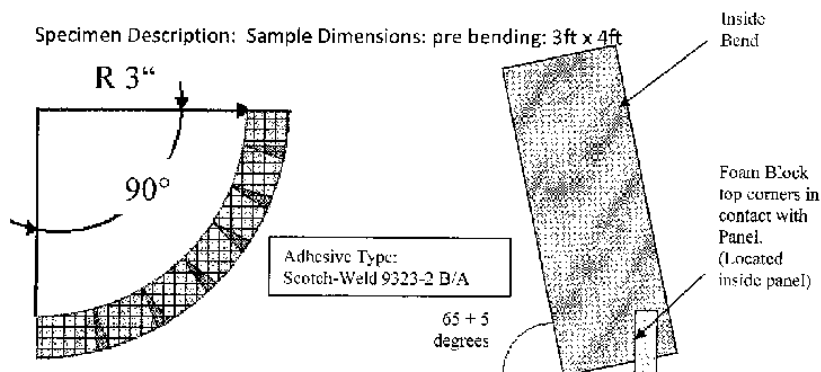 Specimen Description: Sample Dimensions: pre bending: 3ft x 4ft
R 3“
90°
Adhesive Type:
Scotch-Weld 9323-2 B/A
65 + 5
degrees
Inside
Bend
Foam Block
top corners in
contact with
Panel.
(Located
inside panel)